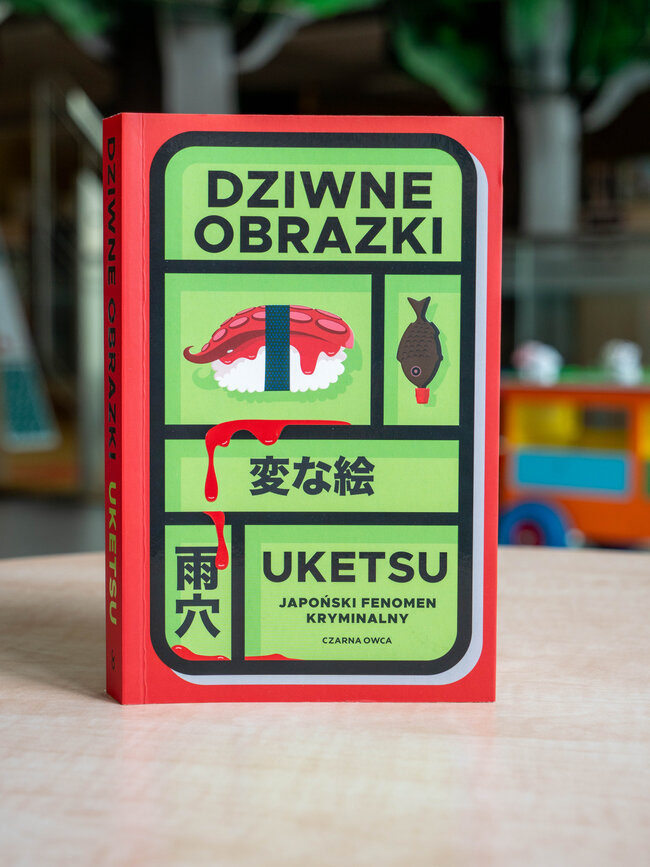 DZIWNE OBRAZKI UKETSU
DZIWNE
OBRAZKI
変な絵
雨穴
UKETSU
JAPOŃSKI FENOMEN
KRYMINALNY
CZARNA OWCA